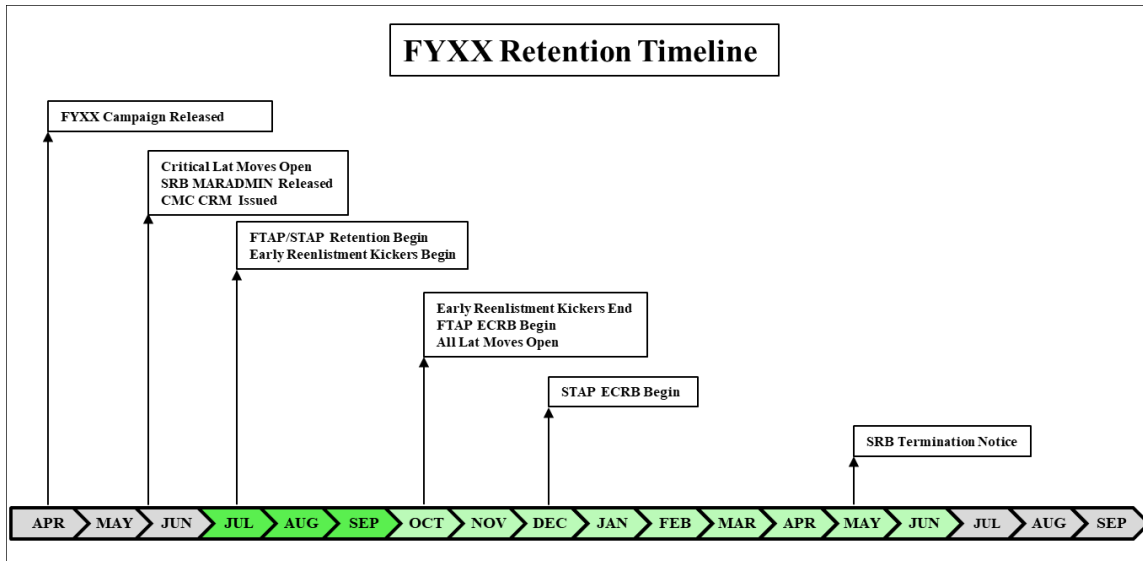 FYXX Retention Timeline
FYXX Campaign Released
Critical Lat Moves Open
SRB MARADMIN Released
CMC CRM Issued
FTAP/STAP Retention Begin
Early Reenlistment Kickers Begin
Early Reenlistment Kickers End
FTAP ECRB Begin
All Lat Moves Open
STAP ECRB Begin
SRB Termination Notice
APR MAY JUN JUL AUG SEP OCT NOV DEC JAN FEB MAR APR MAY JUN JUL AUG SEP